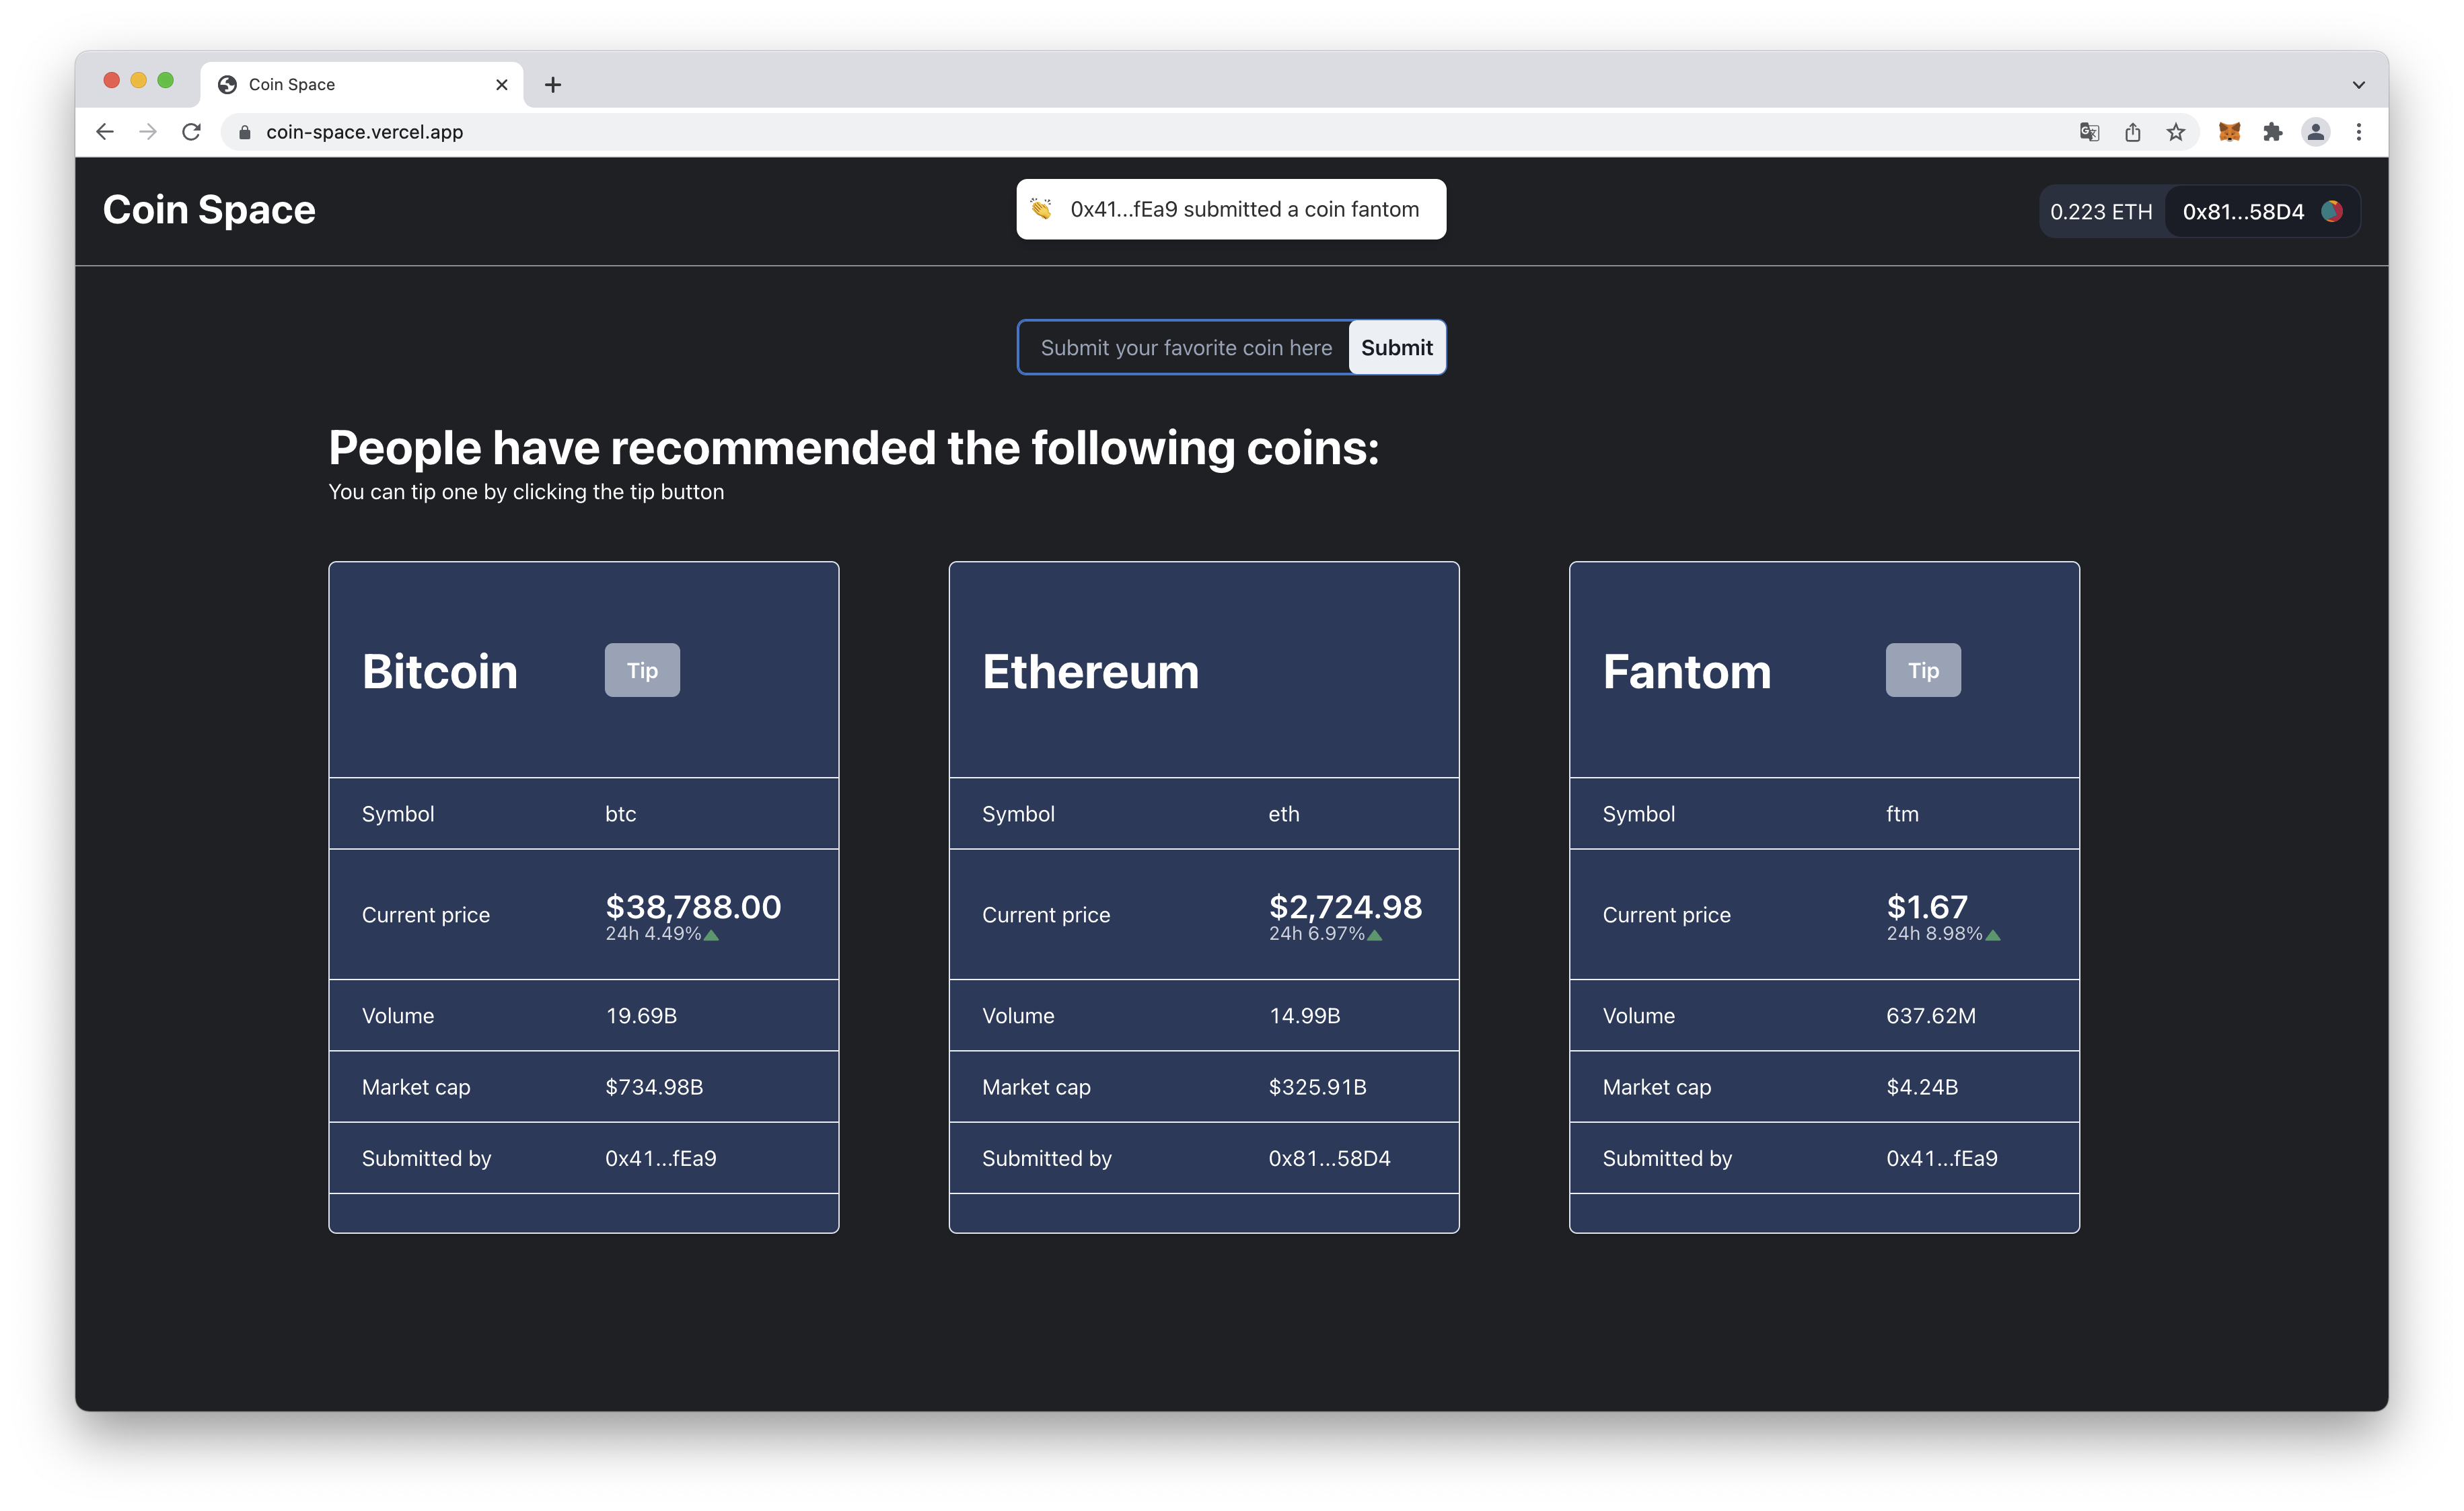 Coin Space
coin-space.vercel.app
Coin Space
👏 0x41...fEa9 submitted a coin fantom
0.223 ETH 0x81...58D4
Submit your favorite coin here Submit
People have recommended the following coins:
You can tip one by clicking the tip button
Bitcoin Tip
Symbol btc
Current price $38,788.00
24h 4.49%▲
Volume 19.69B
Market cap $734.98B
Submitted by 0x41...fEa9
Ethereum
Symbol eth
Current price $2,724.98
24h 6.97%▲
Volume 14.99B
Market cap $325.91B
Submitted by 0x81...58D4
Fantom Tip
Symbol ftm
Current price $1.67
24h 8.98%▲
Volume 637.62M
Market cap $4.24B
Submitted by 0x41...fEa9